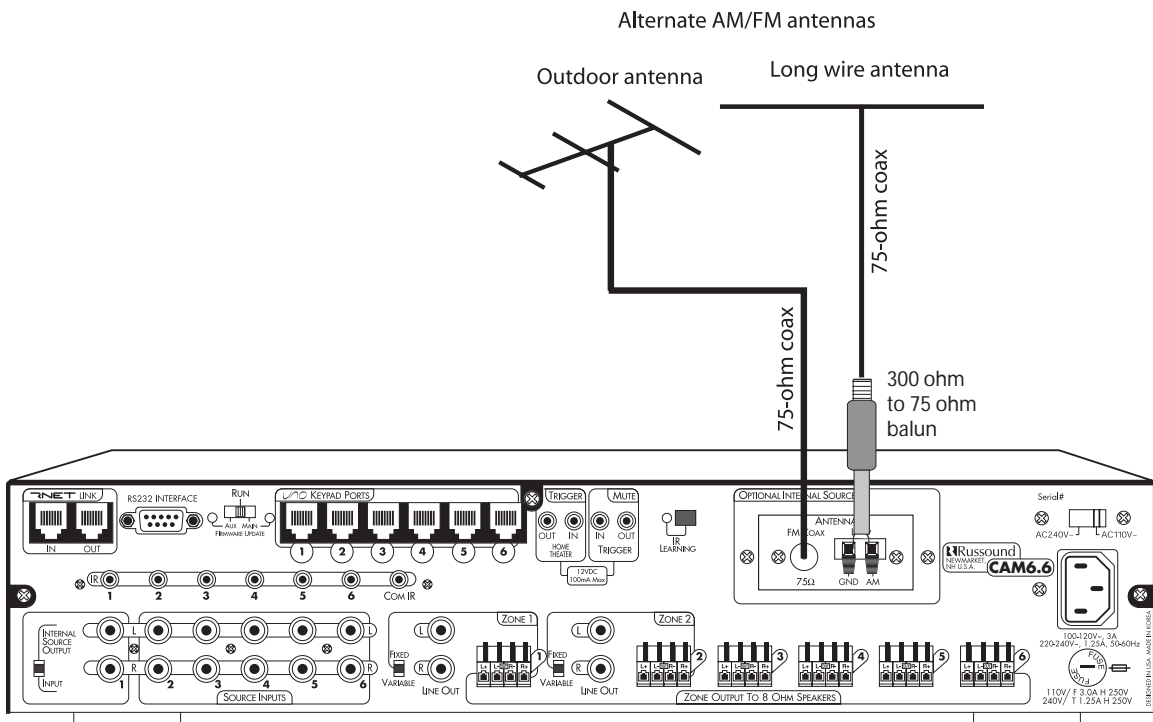 Alternate AM/FM antennas
Outdoor antenna
Long wire antenna
75-ohm coax
75-ohm coax
300 ohm
to 75 ohm
balun
RNET LINK
IN
OUT
RS232 INTERFACE
RUN
AUX MAIN
FIRMWARE UPDATE
UNO KEYPAD PORTS
1 2 3 4 5 6
TRIGGER
OUT IN
HOME
THEATER
MUTE
IN OUT
TRIGGER
12VDC
100mA Max
IR
LEARNING
OPTIONAL INTERNAL SOURCE
ANTENNA
FM COAX
75Ω
GND AM
Serial#
AC240V~ AC110V~
Russound
NEWMARKET,
NH U.S.A.
CAM6.6
IR
1 2 3 4 5 6 COM IR
INTERNAL
SOURCE
OUTPUT
INPUT
L L
R R
1 2 3 4 5 6
SOURCE INPUTS
ZONE 1
L
R
FIXED
VARIABLE
LINE OUT
L+ L- R- R+
1
ZONE 2
L
R
FIXED
VARIABLE
LINE OUT
L+ L- R- R+
2
L+ L- R- R+
3
L+ L- R- R+
4
L+ L- R- R+
5
L+ L- R- R+
6
ZONE OUTPUT TO 8 OHM SPEAKERS
100-120V~, 3A
220-240V~, 1.25A, 50-60Hz
FUSE
FUSE
110V/ F 3.0A H 250V
240V/ T 1.25A H 250V
DESIGNED IN USA MADE IN KOREA